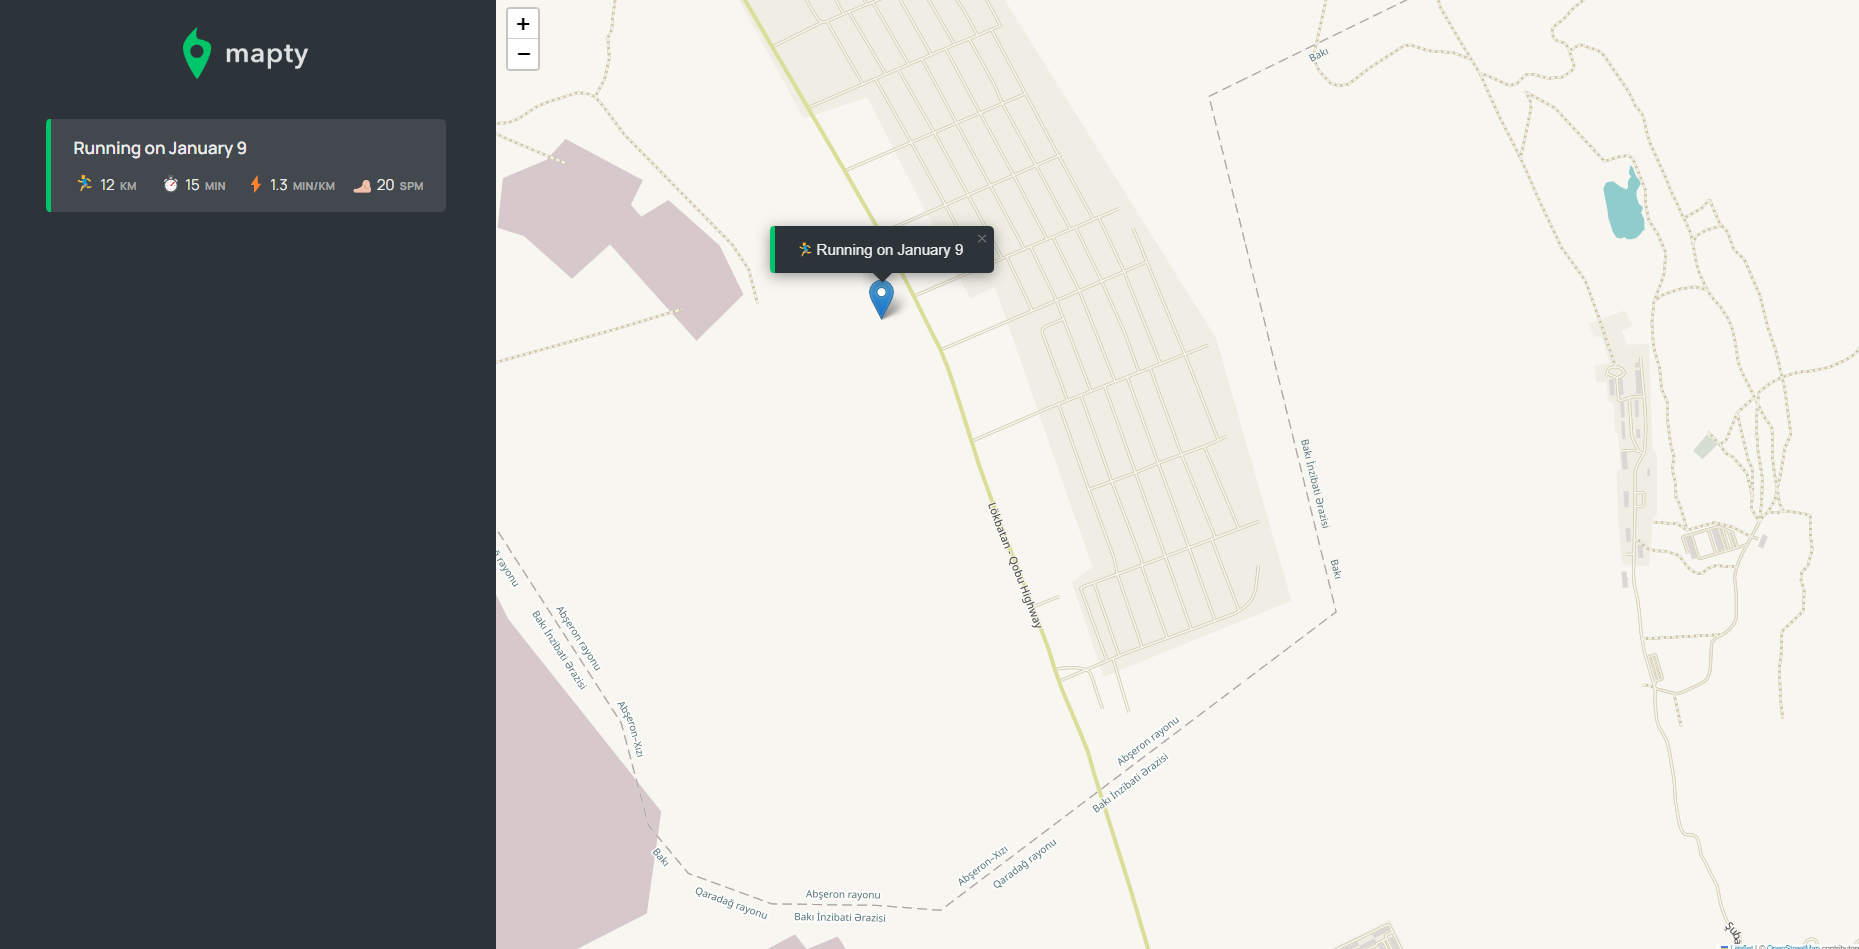 mapty
Running on January 9
12 KM
15 MIN
1.3 MIN/KM
20 SPM
+
−
Bakı
Running on January 9
×
Bakı İnzibati Ərazisi
Lökbatan - Qobu Highway
Bakı
rayonu
Abşeron rayonu
Bakı İnzibati Ərazisi
Abşeron-Xızı
Abşeron rayonu
Bakı İnzibati Ərazisi
Bakı
Abşeron-Xızı
Qaradağ rayonu
Qaradağ rayonu
Abşeron rayonu
Bakı İnzibati Ərazisi
Leaflet | © OpenStreetMap contributors